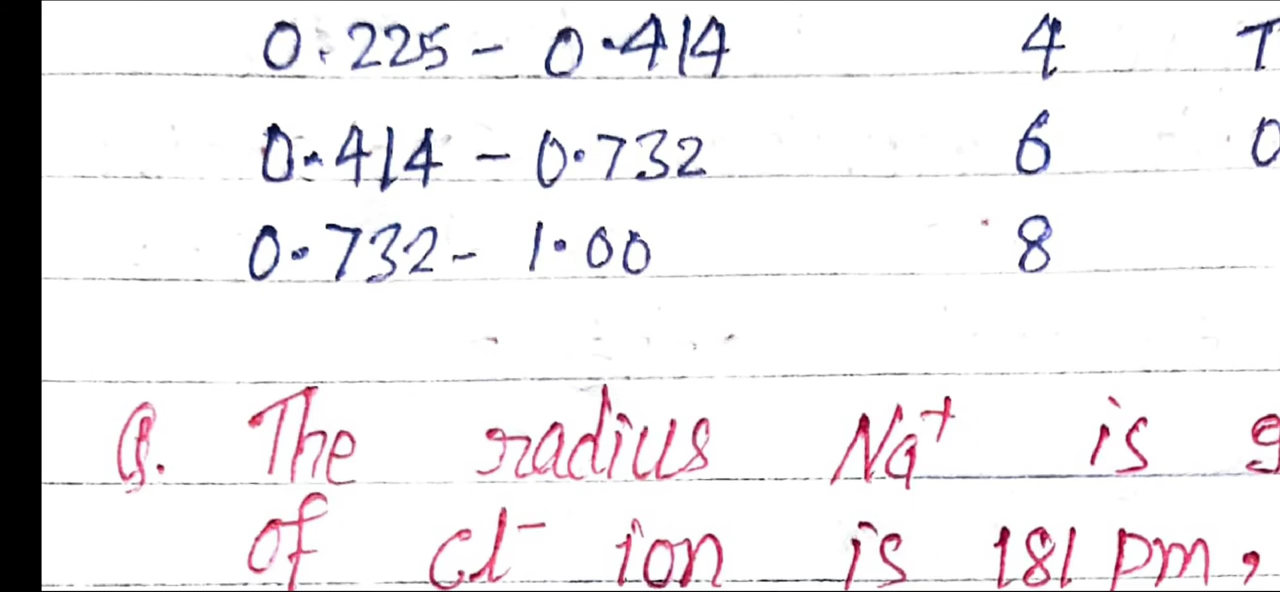 0.225 - 0.414 4 T
0.414 - 0.732 6 O
0.732 - 1.00 8
Q. The radius Na⁺ is
of Cl⁻ ion is 181 pm,